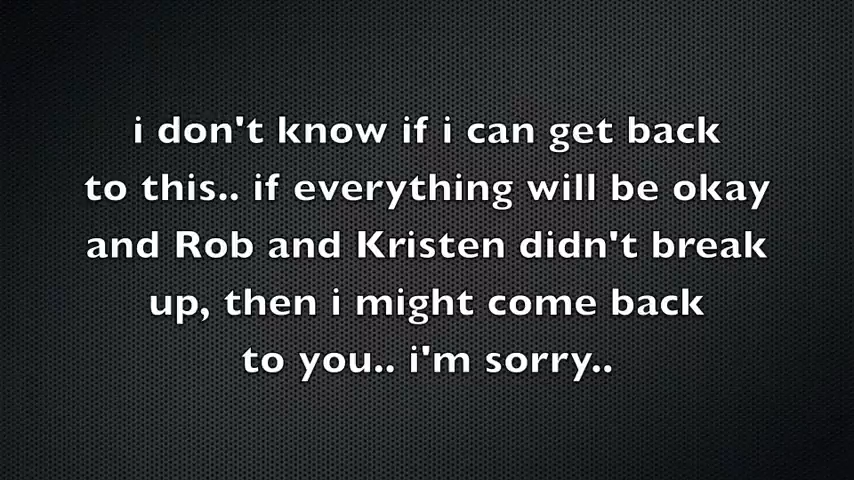 i don't know if i can get back
to this.. if everything will be okay
and Rob and Kristen didn't break
up, then i might come back
to you.. i'm sorry..